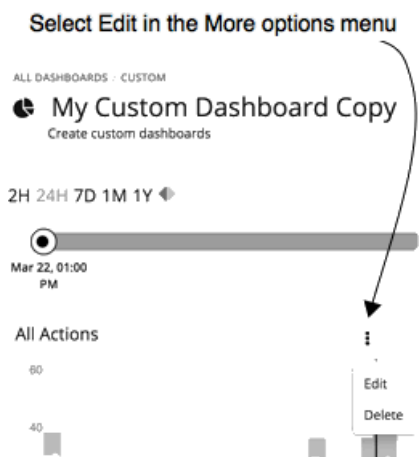 Select Edit in the More options menu
ALL DASHBOARDS : CUSTOM
My Custom Dashboard Copy
Create custom dashboards
2H 24H 7D 1M 1Y
Mar 22, 01:00
PM
All Actions
60
Edit
Delete
40